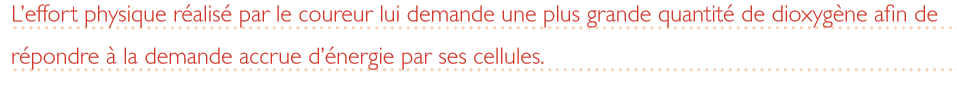 L’effort physique réalisé par le coureur lui demande une plus grande quantité de dioxygène afin de
répondre à la demande accrue d’énergie par ses cellules.